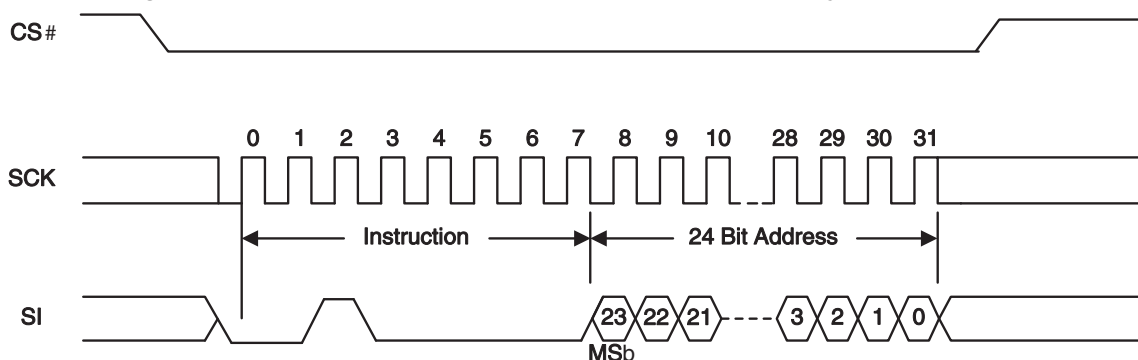 CS#
0 1 2 3 4 5 6 7 8 9 10 28 29 30 31
SCK
Instruction 24 Bit Address
SI 23 22 21 3 2 1 0
MSb